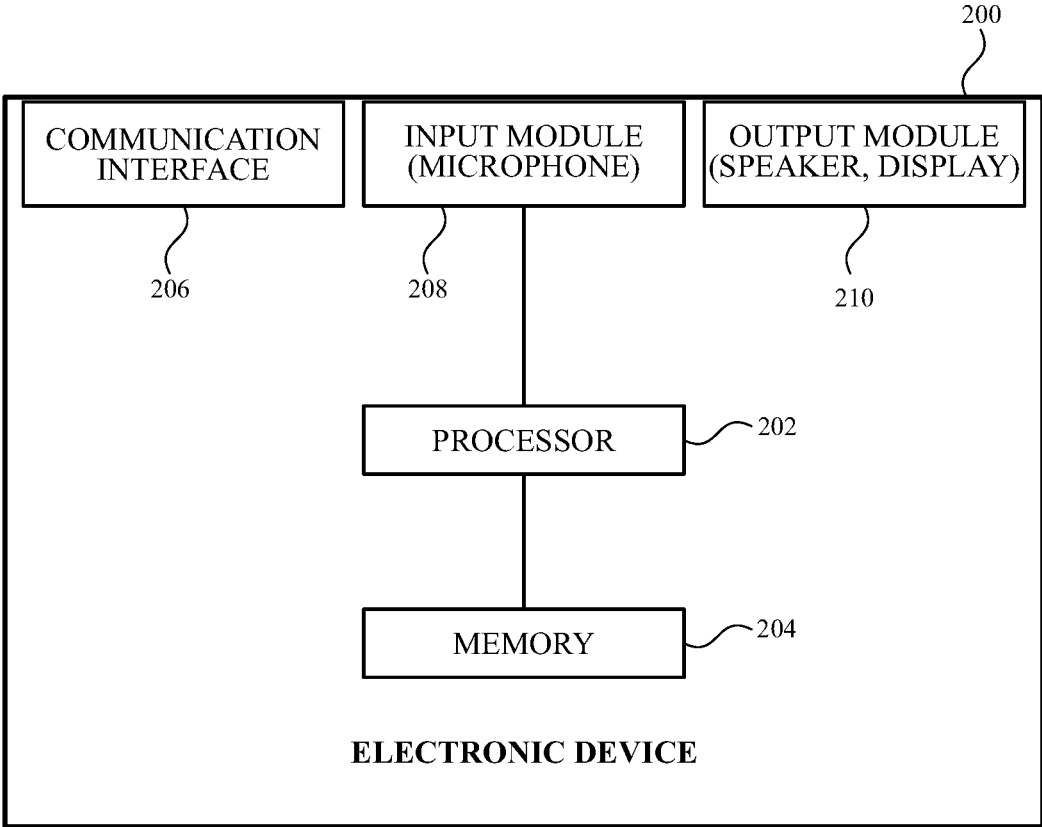 200
COMMUNICATION
INTERFACE
INPUT MODULE
(MICROPHONE)
OUTPUT MODULE
(SPEAKER, DISPLAY)
206
208
210
PROCESSOR
202
MEMORY
204
ELECTRONIC DEVICE